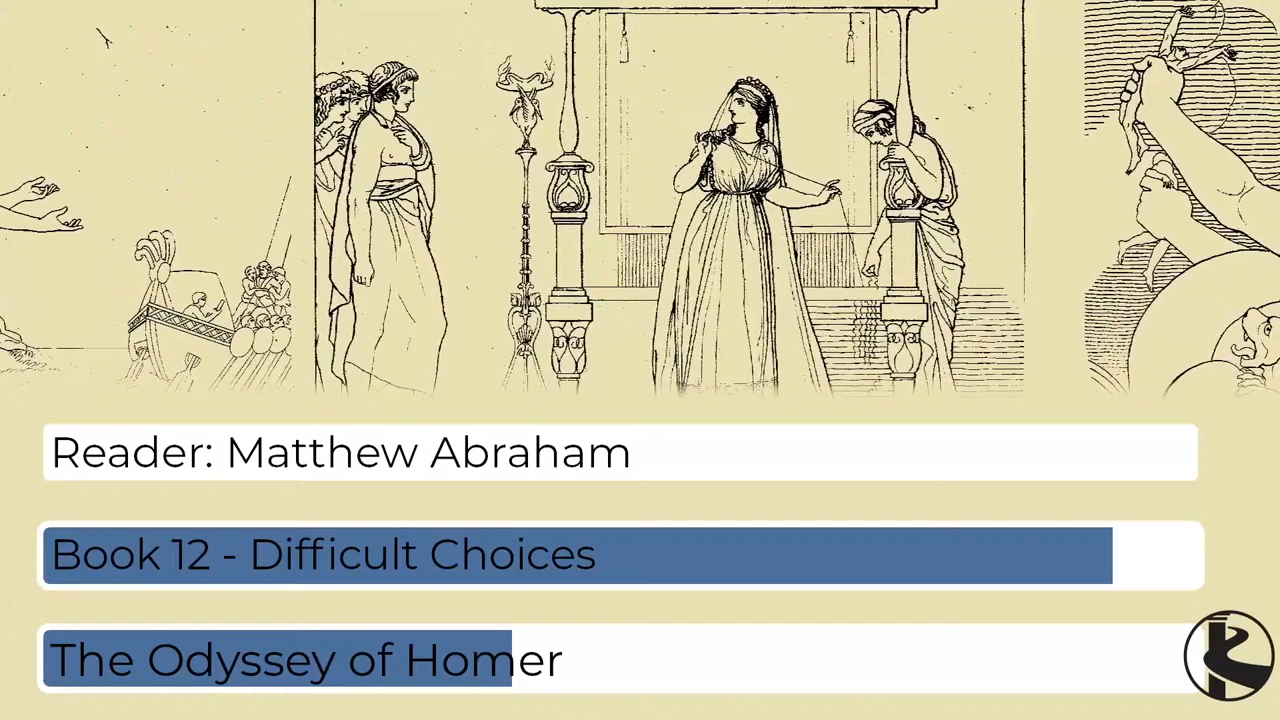 Reader: Matthew Abraham
Book 12 - Difficult Choices
The Odyssey of Homer